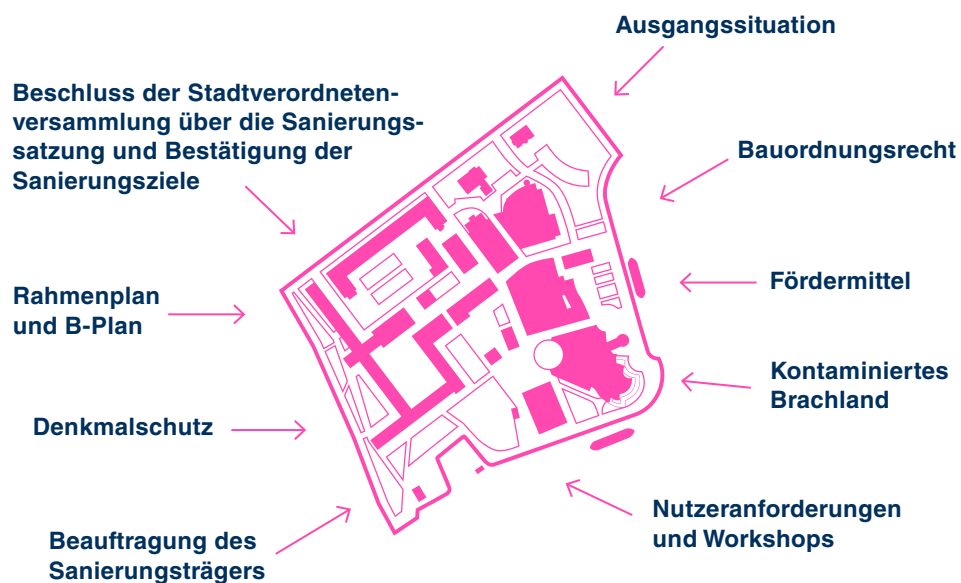 Ausgangssituation
Beschluss der Stadtverordneten-
versammlung über die Sanierungs-
satzung und Bestätigung der
Sanierungsziele
Bauordnungsrecht
Fördermittel
Rahmenplan
und B-Plan
Kontaminiertes
Brachland
Denkmalschutz
Nutzeranforderungen
und Workshops
Beauftragung des
Sanierungsträgers